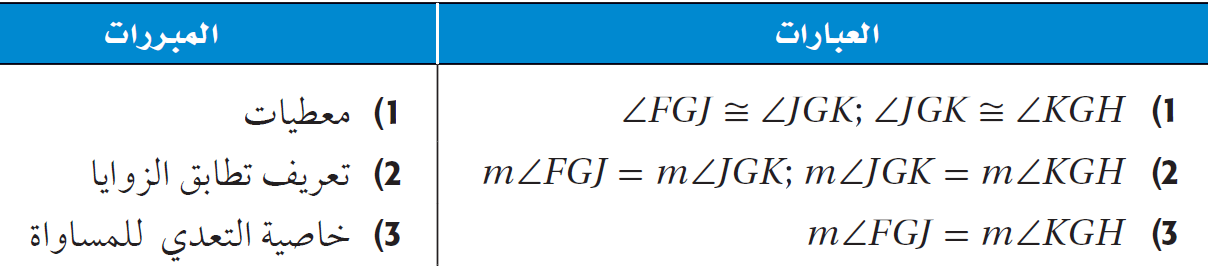 العبارات المبررات
1) ∠FGJ ≅ ∠JGK; ∠JGK ≅ ∠KGH 1) معطيات
2) m∠FGJ = m∠JGK; m∠JGK = m∠KGH 2) تعريف تطابق الزوايا
3) m∠FGJ = m∠KGH 3) خاصية التعدي للمساواة